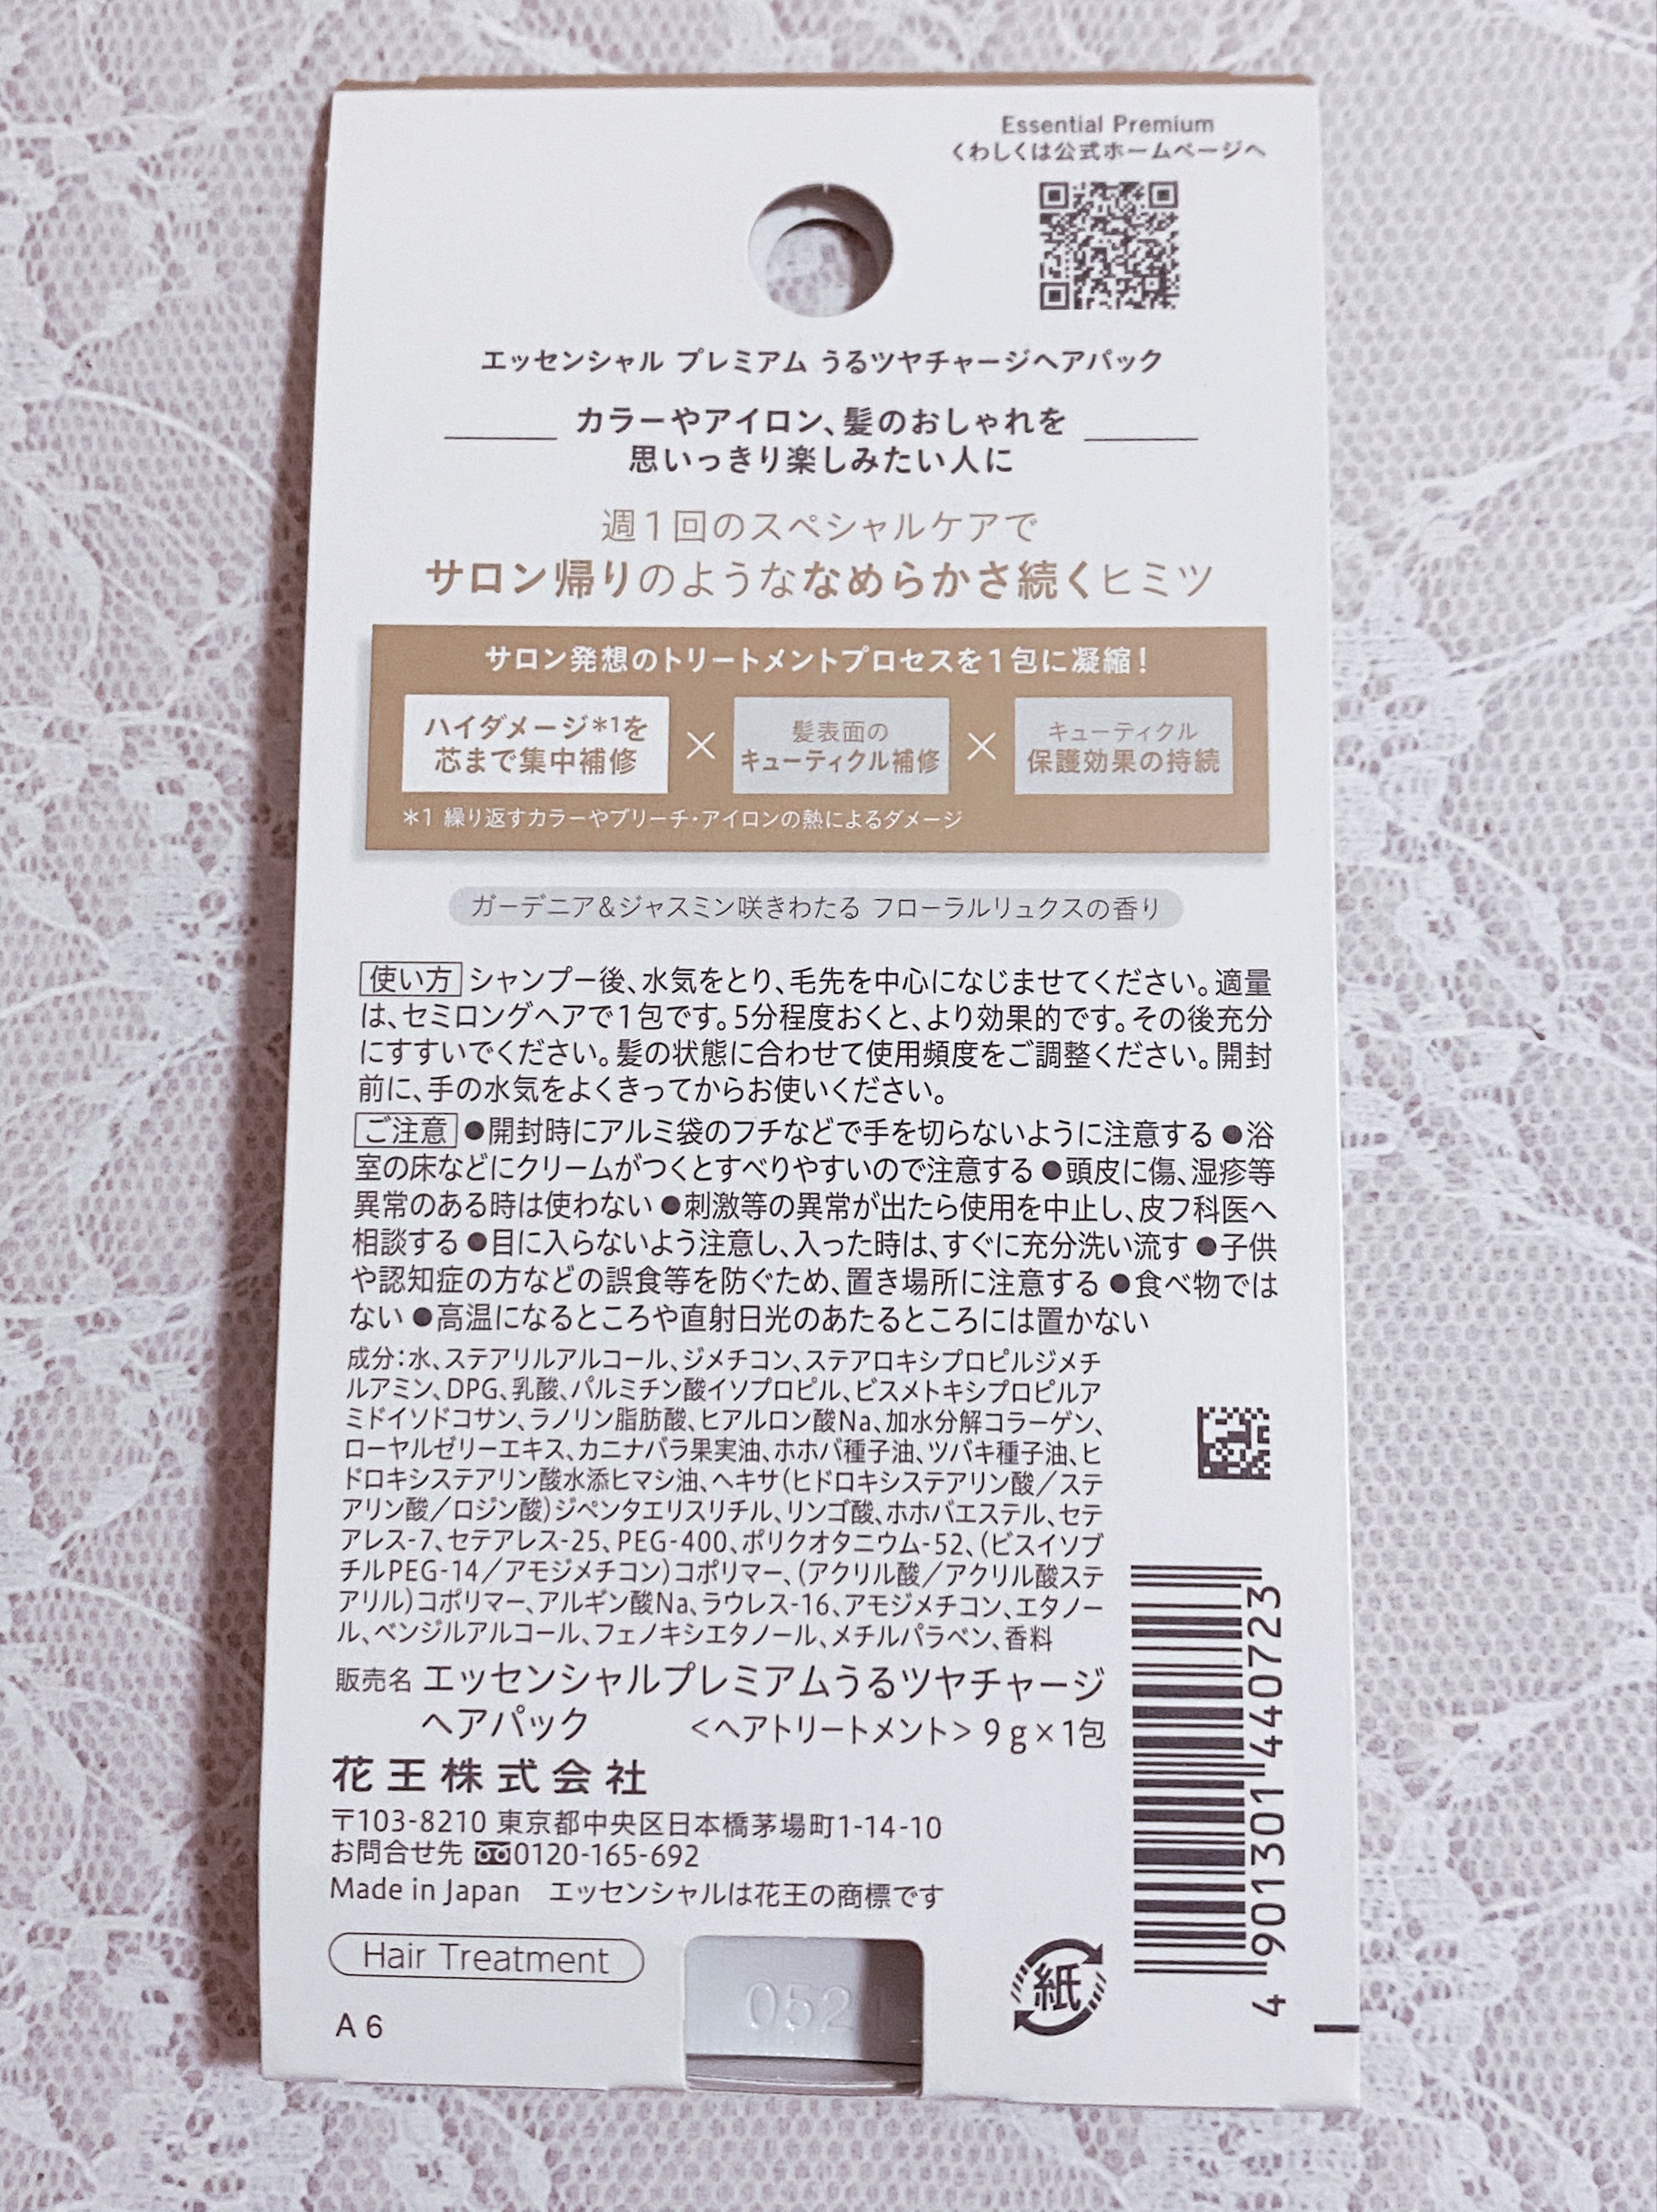 Essential Premium
くわしくは公式ホームページへ
エッセンシャル プレミアム うるツヤチャージヘアパック
カラーやアイロン、髪のおしゃれを
思いっきり楽しみたい人に
週1回のスペシャルケアで
サロン帰りのようななめらかさ続くヒミツ
サロン発想のトリートメントプロセスを1包に凝縮!
ハイダメージ*1を
芯まで集中補修
×
髪表面の
キューティクル補修
×
キューティクル
保護効果の持続
*1 繰り返すカラーやブリーチ・アイロンの熱によるダメージ
ガーデニア&ジャスミン咲きわたる フローラルリュクスの香り
使い方 シャンプー後、水気をとり、毛先を中心になじませてください。適量
は、セミロングヘアで1包です。5分程度おくと、より効果的です。その後充分
にすすいでください。髪の状態に合わせて使用頻度をご調整ください。開封
前に、手の水気をよくきってからお使いください。
ご注意 ●開封時にアルミ袋のフチなどで手を切らないように注意する ●浴
室の床などにクリームがつくとすべりやすいので注意する ●頭皮に傷、湿疹等
異常のある時は使わない ●刺激等の異常が出たら使用を中止し、皮フ科医へ
相談する ●目に入らないよう注意し、入った時は、すぐに充分洗い流す ●子供
や認知症の方などの誤食等を防ぐため、置き場所に注意する ●食べ物では
ない ●高温になるところや直射日光のあたるところには置かない
成分:水、ステアリルアルコール、ジメチコン、ステアロキシプロピルジメチ
ルアミン、DPG、乳酸、パルミチン酸イソプロピル、ビスメトキシプロピルア
ミドイソドコサン、ラノリン脂肪酸、ヒアルロン酸Na、加水分解コラーゲン、
ローヤルゼリーエキス、カニナバラ果実油、ホホバ種子油、ツバキ種子油、ヒ
ドロキシステアリン酸水添ヒマシ油、ヘキサ(ヒドロキシステアリン酸/ステ
アリン酸/ロジン酸)ジペンタエリスリチル、リンゴ酸、ホホバエステル、セテ
アレス-7、セテアレス-25、PEG-400、ポリクオタニウム-52、(ビスイソブ
チルPEG-14/アモジメチコン)コポリマー、(アクリル酸/アクリル酸ステ
アリル)コポリマー、アルギン酸Na、ラウレス-16、アモジメチコン、エタノー
ル、ベンジルアルコール、フェノキシエタノール、メチルパラベン、香料
販売名 エッセンシャルプレミアムうるツヤチャージ
ヘアパック <ヘアトリートメント> 9g×1包
花王株式会社
〒103-8210 東京都中央区日本橋茅場町1-14-10
お問合せ先 0120-165-692
Made in Japan エッセンシャルは花王の商標です
Hair Treatment
A 6
052
紙
4 901301 440723